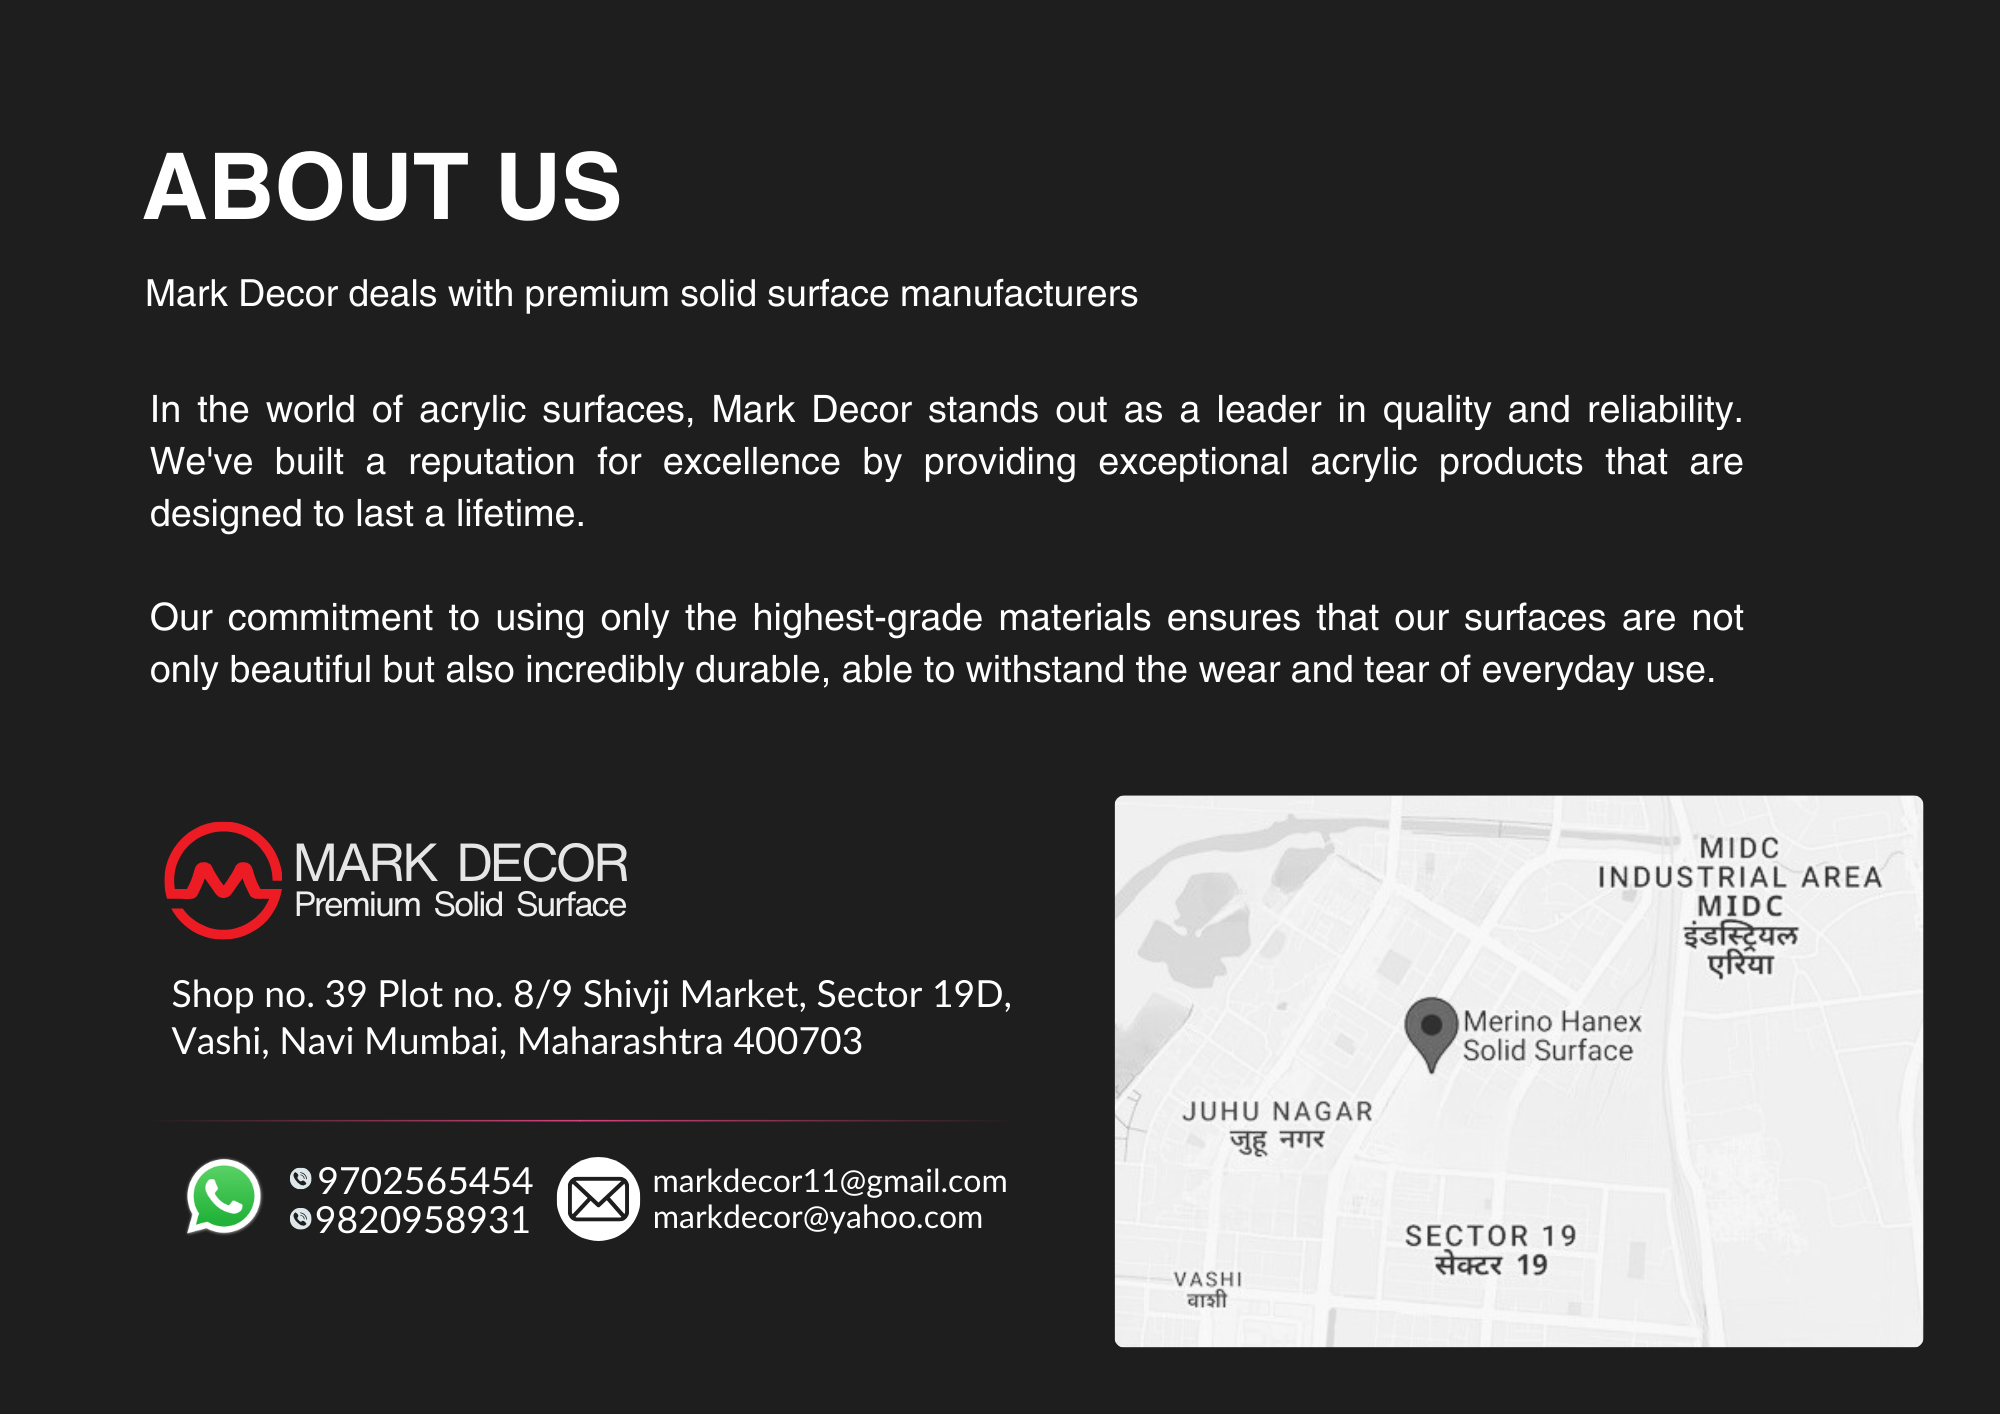 ABOUT US
Mark Decor deals with premium solid surface manufacturers
In the world of acrylic surfaces, Mark Decor stands out as a leader in quality and reliability.
We've built a reputation for excellence by providing exceptional acrylic products that are
designed to last a lifetime.
Our commitment to using only the highest-grade materials ensures that our surfaces are not
only beautiful but also incredibly durable, able to withstand the wear and tear of everyday use.
MARK DECOR
Premium Solid Surface
Shop no. 39 Plot no. 8/9 Shivji Market, Sector 19D,
Vashi, Navi Mumbai, Maharashtra 400703
9702565454
9820958931
markdecor11@gmail.com
markdecor@yahoo.com
MIDC
INDUSTRIAL AREA
MIDC
इंडस्ट्रियल
एरिया
Merino Hanex
Solid Surface
JUHU NAGAR
जुहू नगर
SECTOR 19
सेक्टर 19
VASHI
वाशी